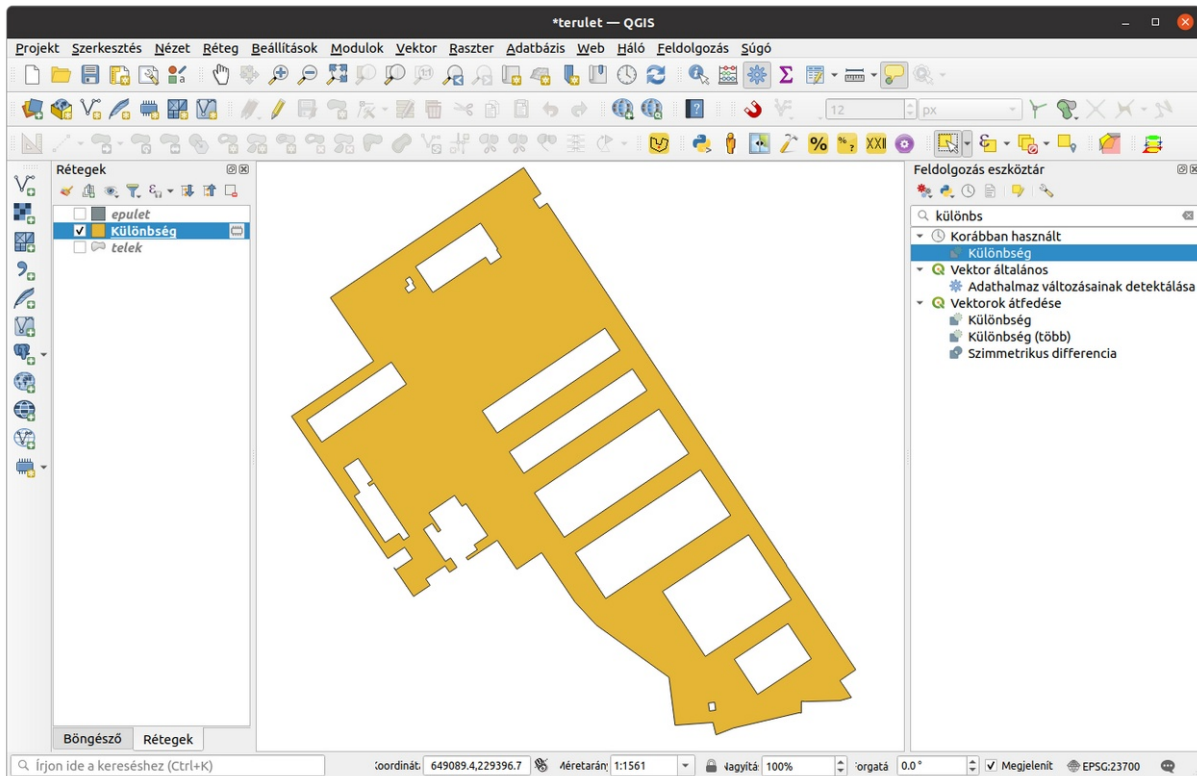 *terulet — QGIS
Projekt Szerkesztés Nézet Réteg Beállítások Modulok Vektor Raszter Adatbázis Web Háló Feldolgozás Súgó
12 px
Rétegek
epulet
Különbség
telek
Feldolgozás eszköztár
különbs
Korábban használt
Különbség
Vektor általános
Adathalmaz változásainak detektálása
Vektorok átfedése
Különbség
Különbség (több)
Szimmetrikus differencia
Böngésző Rétegek
Írjon ide a kereséshez (Ctrl+K) 649089.4,229396.7 1:1561 100% 0.0 ° Megjelenít EPSG:23700